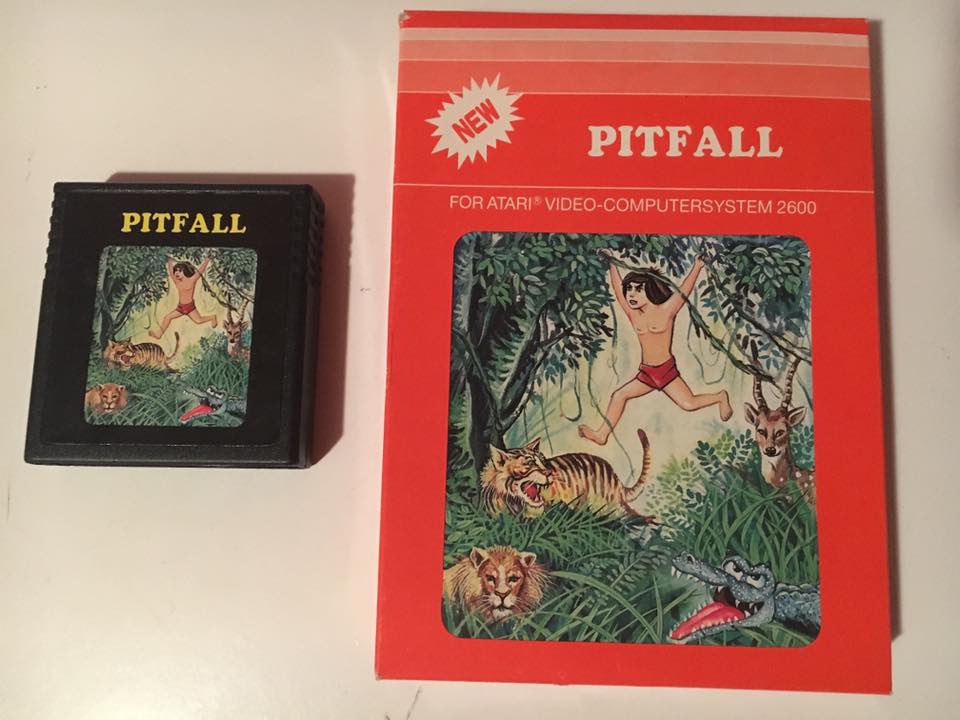 PITFALL
NEW
PITFALL
FOR ATARI® VIDEO-COMPUTERSYSTEM 2600